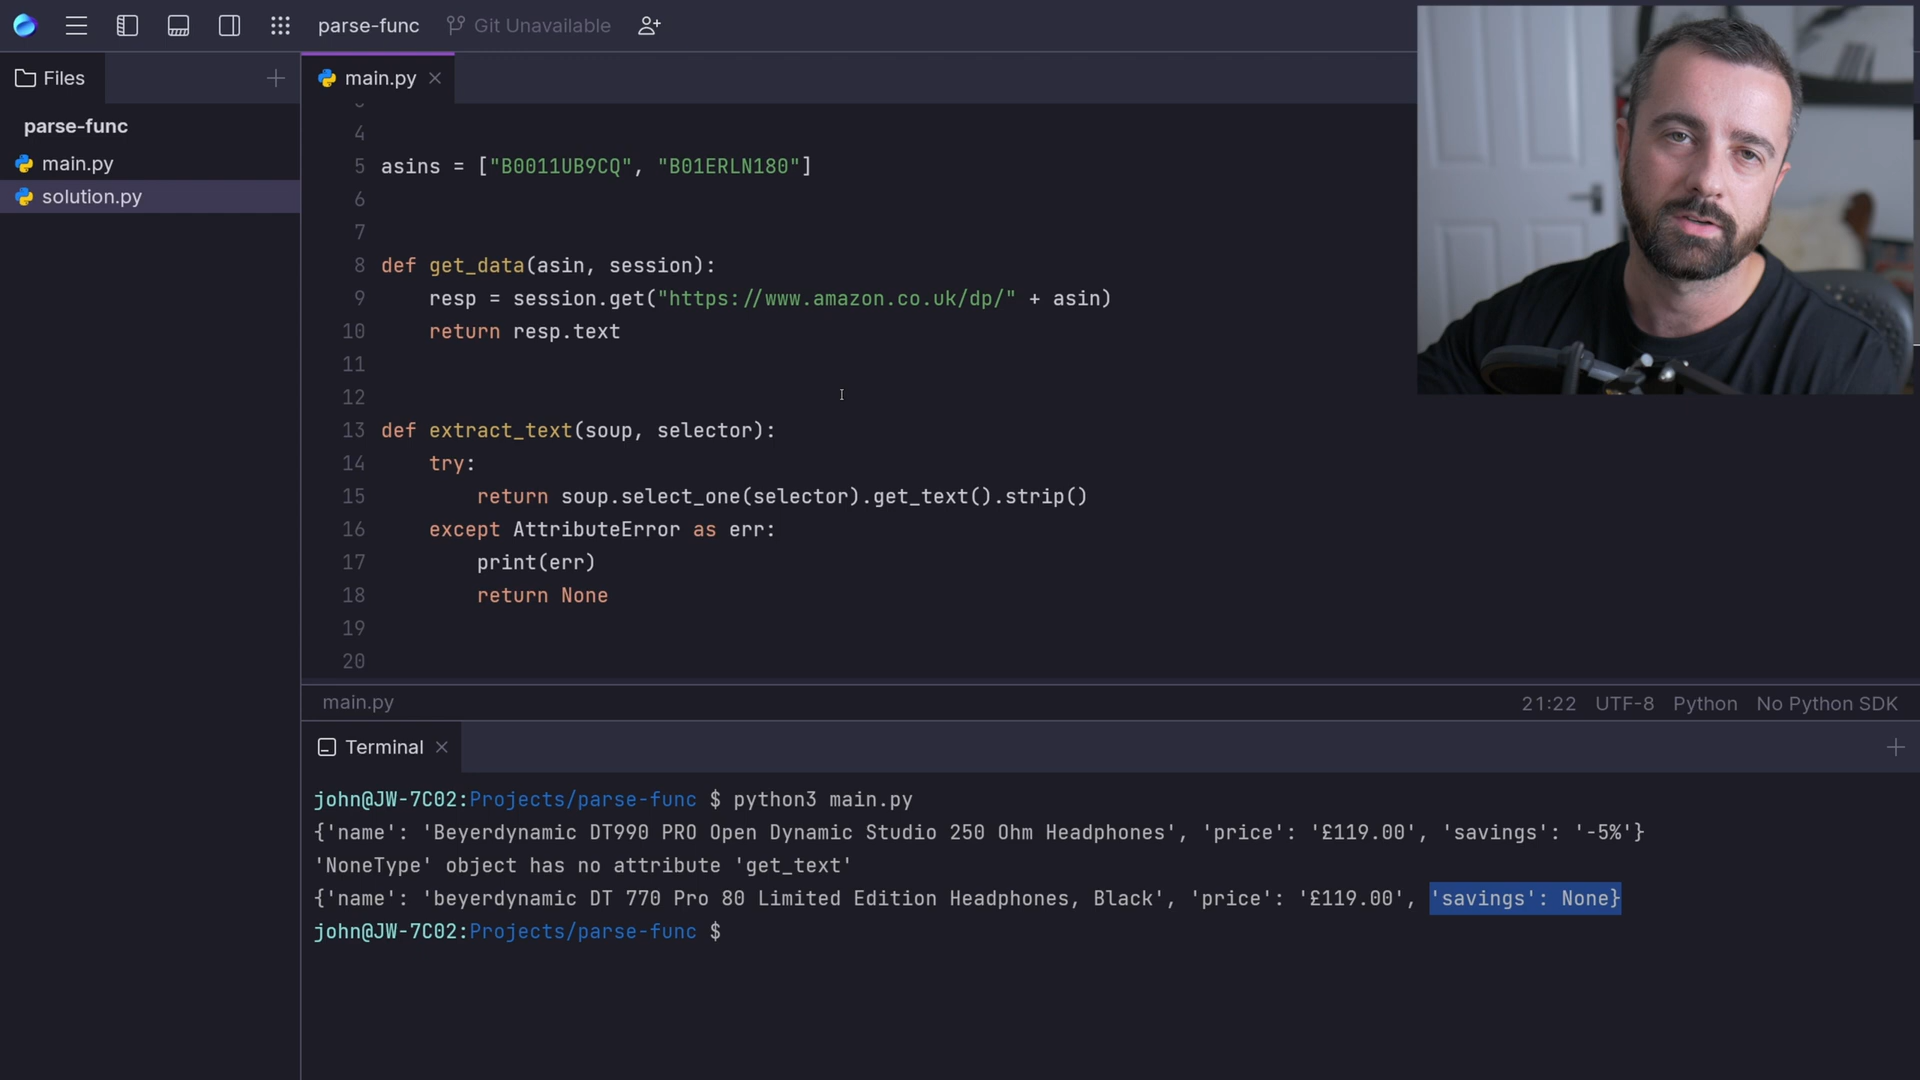 parse-func
Git Unavailable
Files
main.py
parse-func
main.py
solution.py
4
5 asins = ["B0011UB9CQ", "B01ERLN180"]
6
7
8 def get_data(asin, session):
9 resp = session.get("https://www.amazon.co.uk/dp/" + asin)
10 return resp.text
11
12
13 def extract_text(soup, selector):
14 try:
15 return soup.select_one(selector).get_text().strip()
16 except AttributeError as err:
17 print(err)
18 return None
19
20
main.py
21:22 UTF-8 Python No Python SDK
Terminal
john@JW-7C02:Projects/parse-func $ python3 main.py
{'name': 'Beyerdynamic DT990 PRO Open Dynamic Studio 250 Ohm Headphones', 'price': '£119.00', 'savings': '-5%'}
'NoneType' object has no attribute 'get_text'
{'name': 'beyerdynamic DT 770 Pro 80 Limited Edition Headphones, Black', 'price': '£119.00', 'savings': None}
john@JW-7C02:Projects/parse-func $